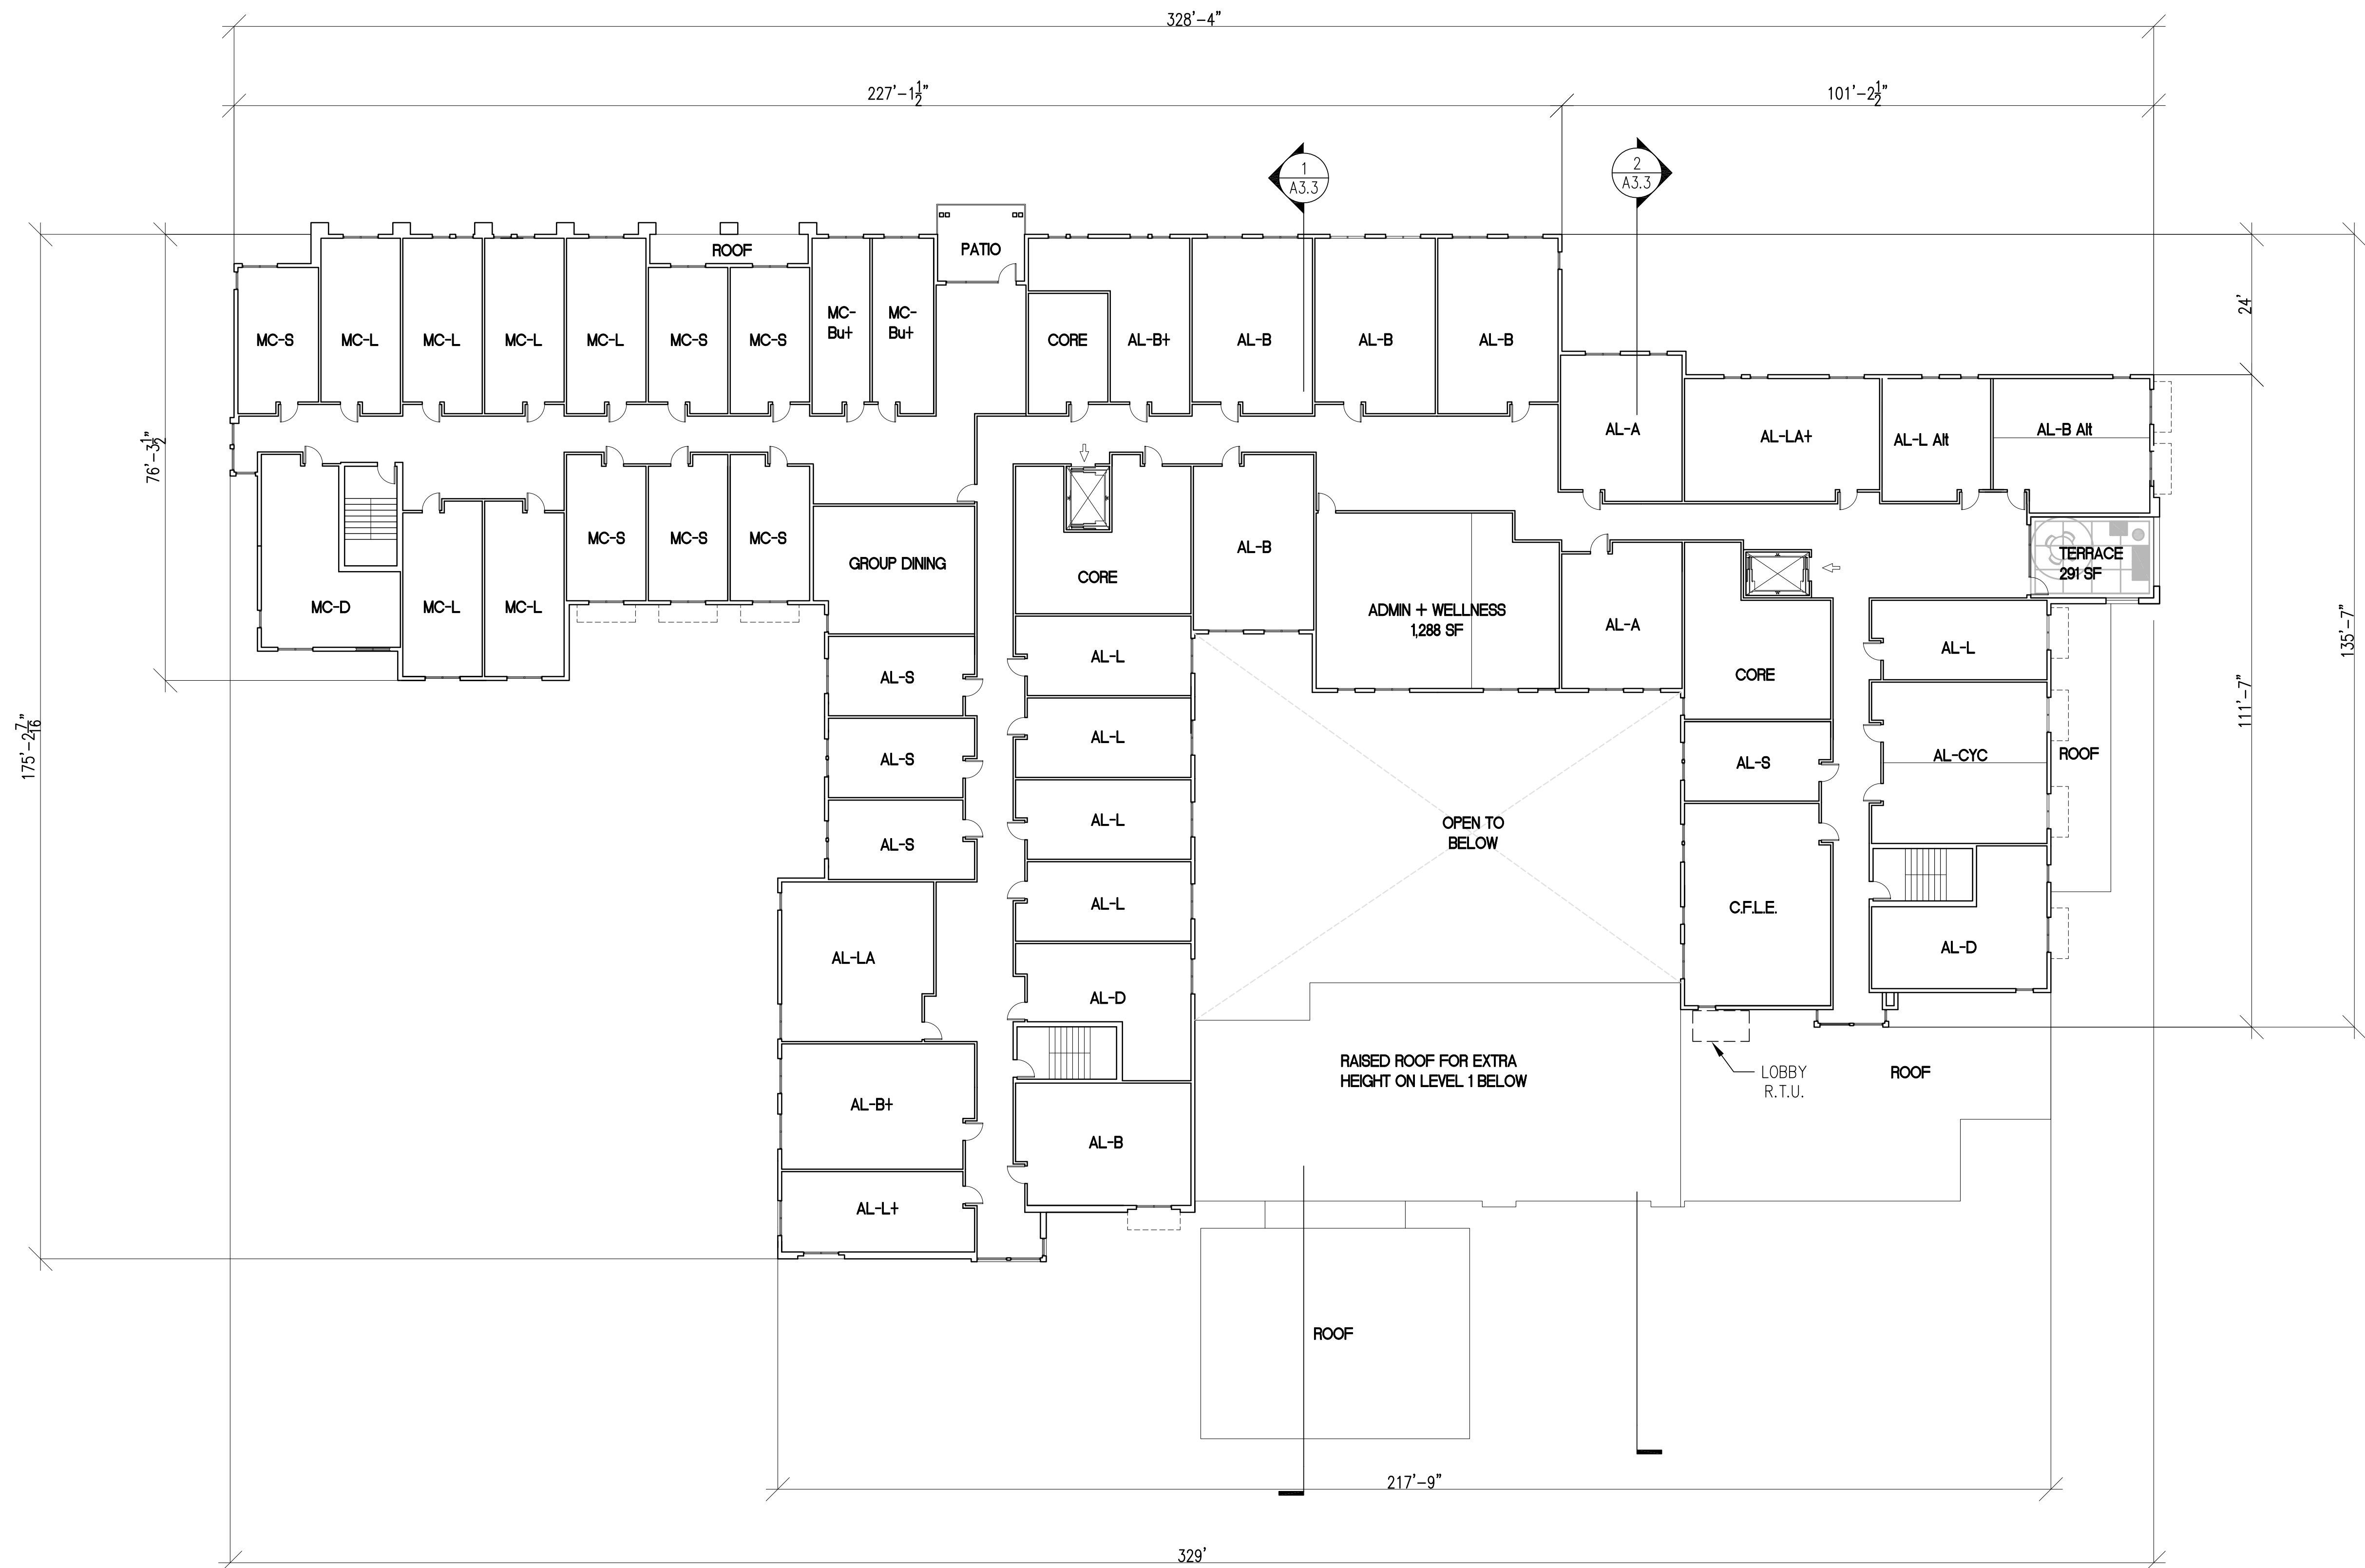 328'-4"
227'-1 1/2"
101'-2 1/2"
1
A3.3
2
A3.3
ROOF
PATIO
MC-S
MC-L
MC-L
MC-L
MC-L
MC-S
MC-S
MC-
But
MC-
But
CORE
AL-B+
AL-B
AL-B
AL-B
24'
AL-A
AL-LA+
AL-L Alt
AL-B Alt
76'-3 1/2"
MC-D
MC-L
MC-L
MC-S
MC-S
MC-S
GROUP DINING
CORE
AL-B
ADMIN + WELLNESS
1,288 SF
AL-A
CORE
TERRACE
291 SF
AL-L
135'-7"
111'-7"
175'-2 7/16"
AL-S
AL-L
AL-S
AL-L
AL-S
AL-L
AL-L
AL-S
AL-CYC
ROOF
OPEN TO
BELOW
C.F.L.E.
AL-D
AL-LA
AL-D
RAISED ROOF FOR EXTRA
HEIGHT ON LEVEL 1 BELOW
LOBBY
R.T.U.
ROOF
AL-B+
AL-B
AL-L+
ROOF
217'-9"
329'